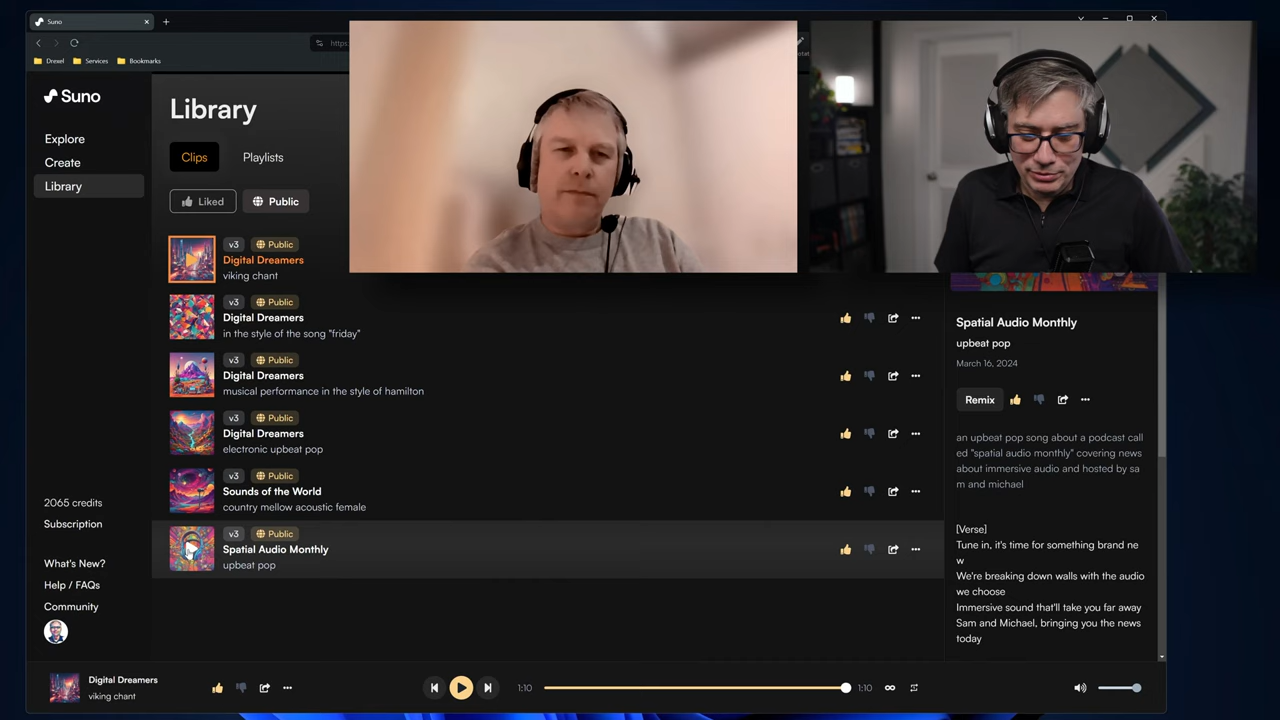 Suno
https:
Drexel
Services
Bookmarks
Suno
Explore
Create
Library
2065 credits
Subscription
What's New?
Help / FAQs
Community
Library
Clips
Playlists
Liked
Public
v3 Public
Digital Dreamers
viking chant
v3 Public
Digital Dreamers
in the style of the song "friday"
v3 Public
Digital Dreamers
musical performance in the style of hamilton
v3 Public
Digital Dreamers
electronic upbeat pop
v3 Public
Sounds of the World
country mellow acoustic female
v3 Public
Spatial Audio Monthly
upbeat pop
Spatial Audio Monthly
upbeat pop
March 16, 2024
Remix
an upbeat pop song about a podcast call
ed "spatial audio monthly" covering news
about immersive audio and hosted by sa
m and michael
[Verse]
Tune in, it's time for something brand ne
w
We're breaking down walls with the audio
we choose
Immersive sound that'll take you far away
Sam and Michael, bringing you the news
today
Digital Dreamers
viking chant
1:10
1:10